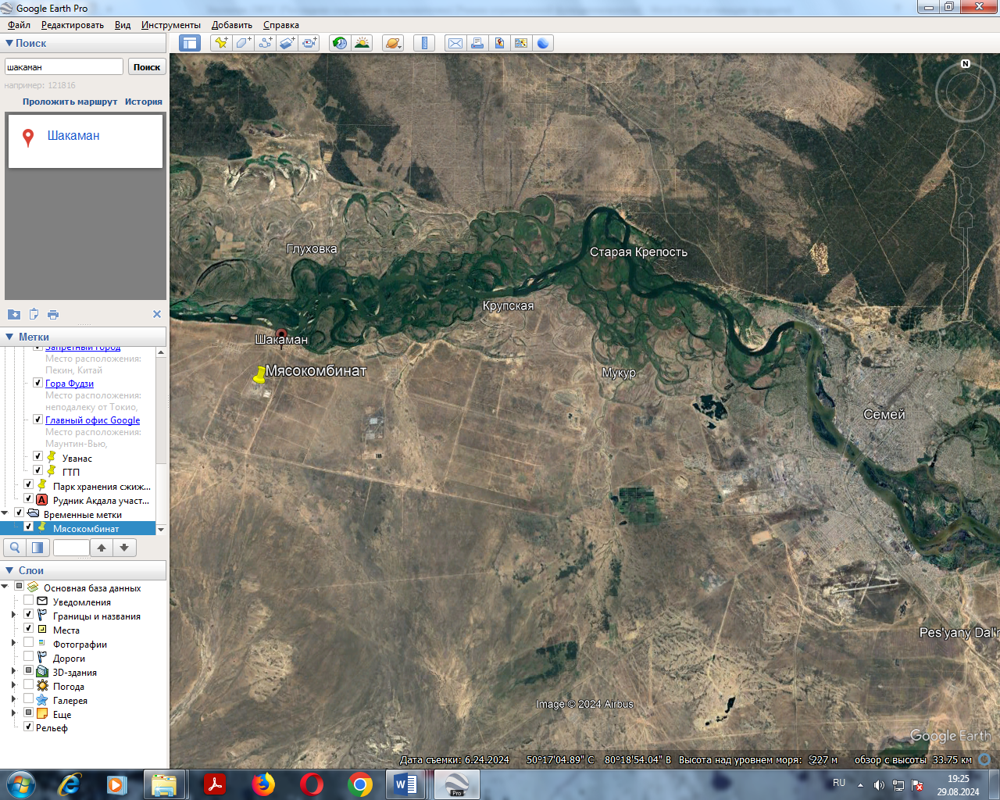 Google Earth Pro
Файл Редактировать Вид Инструменты Добавить Справка
Поиск
шакаман
Поиск
например: 121816
Проложить маршрут История
Шакаман
Метки
Запретный город
Место расположения:
Пекин, Китай
Гора Фудзи
Место расположения:
неподалеку от Токио,
Главный офис Google
Место расположения:
Маунтин-Вью,
Уванас
ГТП
Парк хранения сжиж...
A Рудник Акдала участ...
Временные метки
Мясокомбинат
Слои
Основная база данных
Уведомления
Границы и названия
Места
Фотографии
Дороги
3D-здания
Погода
Галерея
Еще
Рельеф
N
Глуховка
Старая Крепость
Крупская
Шакаман
Мясокомбинат
Мукур
Семей
Pes'yany Dal'n
Image © 2024 Airbus
Google Earth
Дата съемки: 6.24.2024 50°17'04.89" С 80°18'54.04" В Высота над уровнем моря: 227 м обзор с высоты 33.75 км
Pro
RU
19:25
29.08.2024